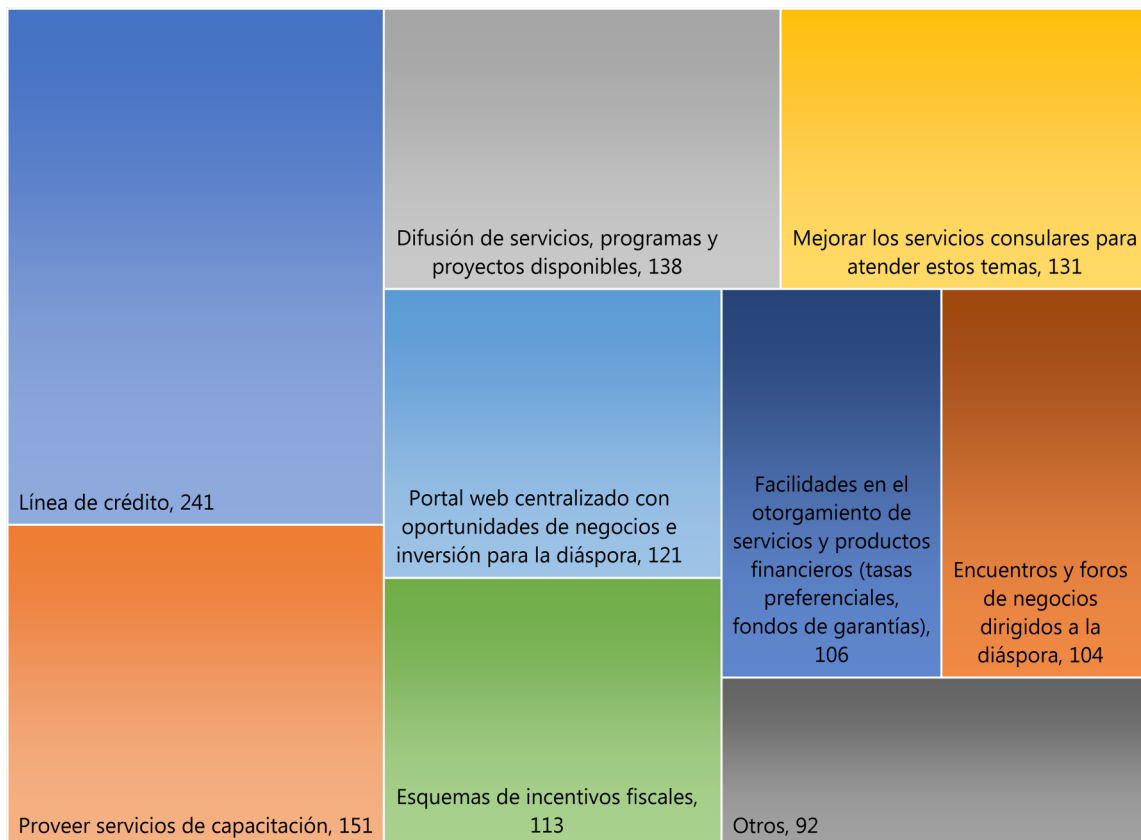 Línea de crédito, 241
Proveer servicios de capacitación, 151
Difusión de servicios, programas y
proyectos disponibles, 138
Mejorar los servicios consulares para
atender estos temas, 131
Portal web centralizado con
oportunidades de negocios e
inversión para la diáspora, 121
Esquemas de incentivos fiscales,
113
Facilidades en el
otorgamiento de
servicios y productos
financieros (tasas
preferenciales,
fondos de garantías),
106
Encuentros y foros
de negocios
dirigidos a la
diáspora, 104
Otros, 92